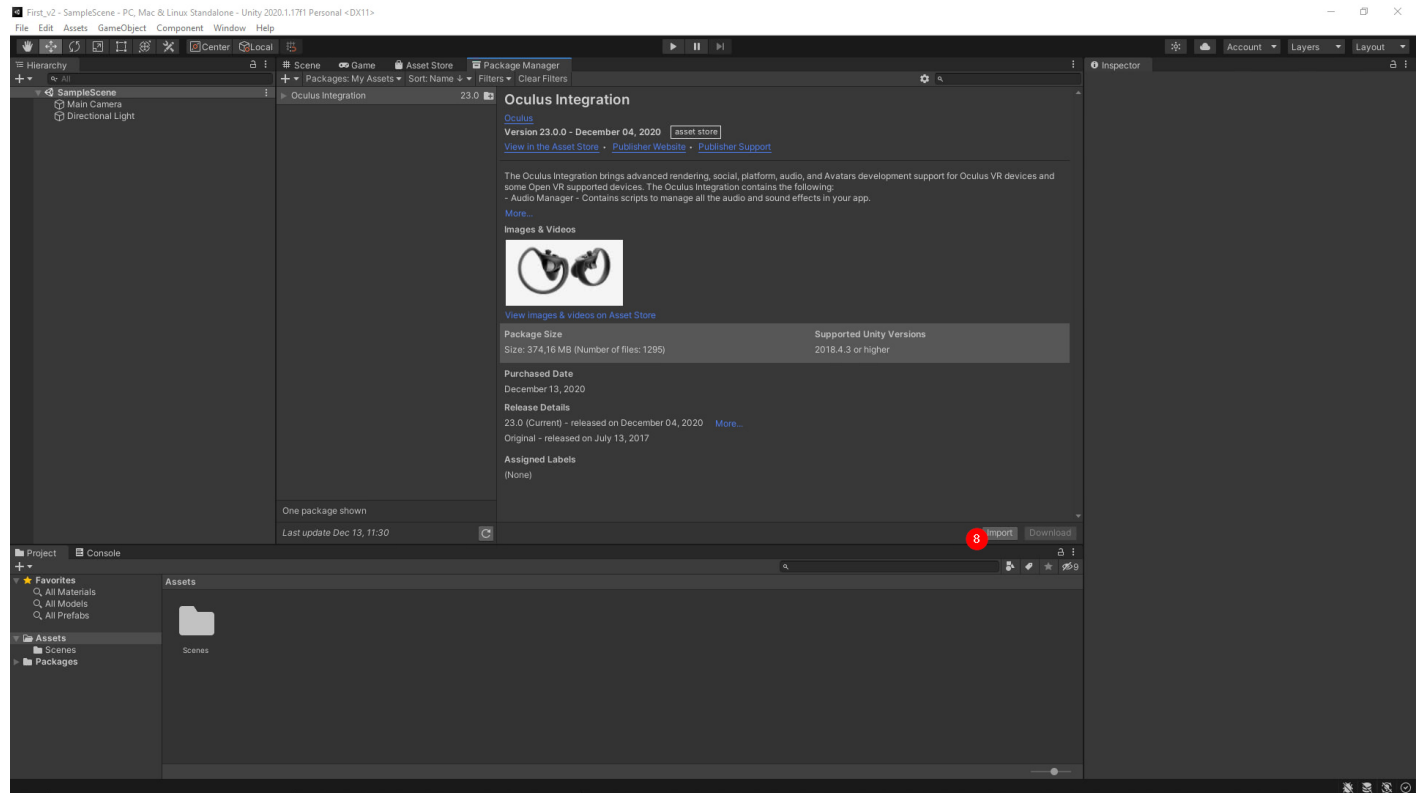 First_v2 - SampleScene - PC, Mac & Linux Standalone - Unity 2020.1.17f1 Personal <DX11>
File Edit Assets GameObject Component Window Help
Center Local Account Layers Layout
Hierarchy
All
SampleScene
Main Camera
Directional Light
# Scene Game Asset Store Package Manager
Packages: My Assets Sort: Name ↓ Filters Clear Filters
Oculus Integration 23.0
One package shown
Last update Dec 13, 11:30
Oculus Integration
Oculus
Version 23.0.0 - December 04, 2020 asset store
View in the Asset Store • Publisher Website • Publisher Support
The Oculus Integration brings advanced rendering, social, platform, audio, and Avatars development support for Oculus VR devices and
some Open VR supported devices. The Oculus Integration contains the following:
- Audio Manager - Contains scripts to manage all the audio and sound effects in your app.
More...
Images & Videos
View images & videos on Asset Store
Package Size Supported Unity Versions
Size: 374,16 MB (Number of files: 1295) 2018.4.3 or higher
Purchased Date
December 13, 2020
Release Details
23.0 (Current) - released on December 04, 2020 More...
Original - released on July 13, 2017
Assigned Labels
(None)
8 Import Download
Inspector
Project Console
9
Favorites
All Materials
All Models
All Prefabs
Assets
Scenes
Packages
Assets
Scenes